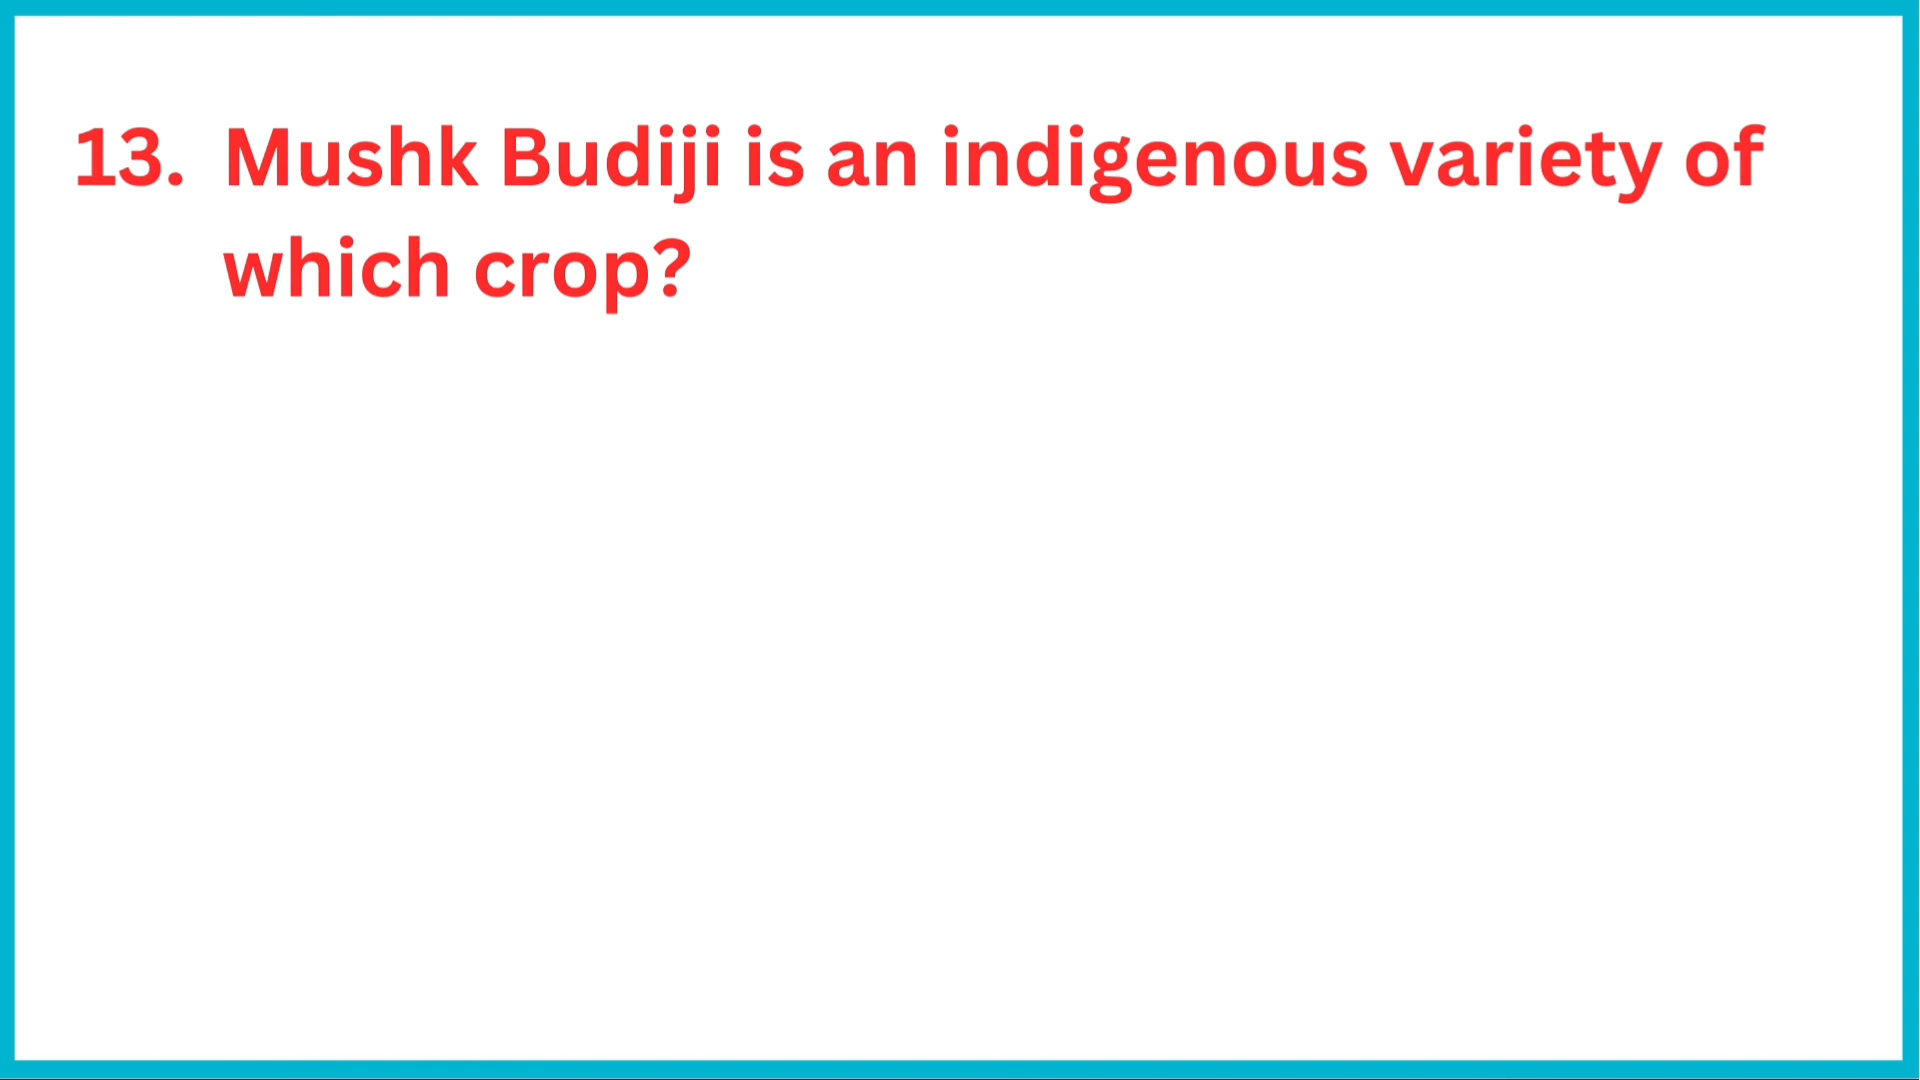 13. Mushk Budiji is an indigenous variety of
which crop?